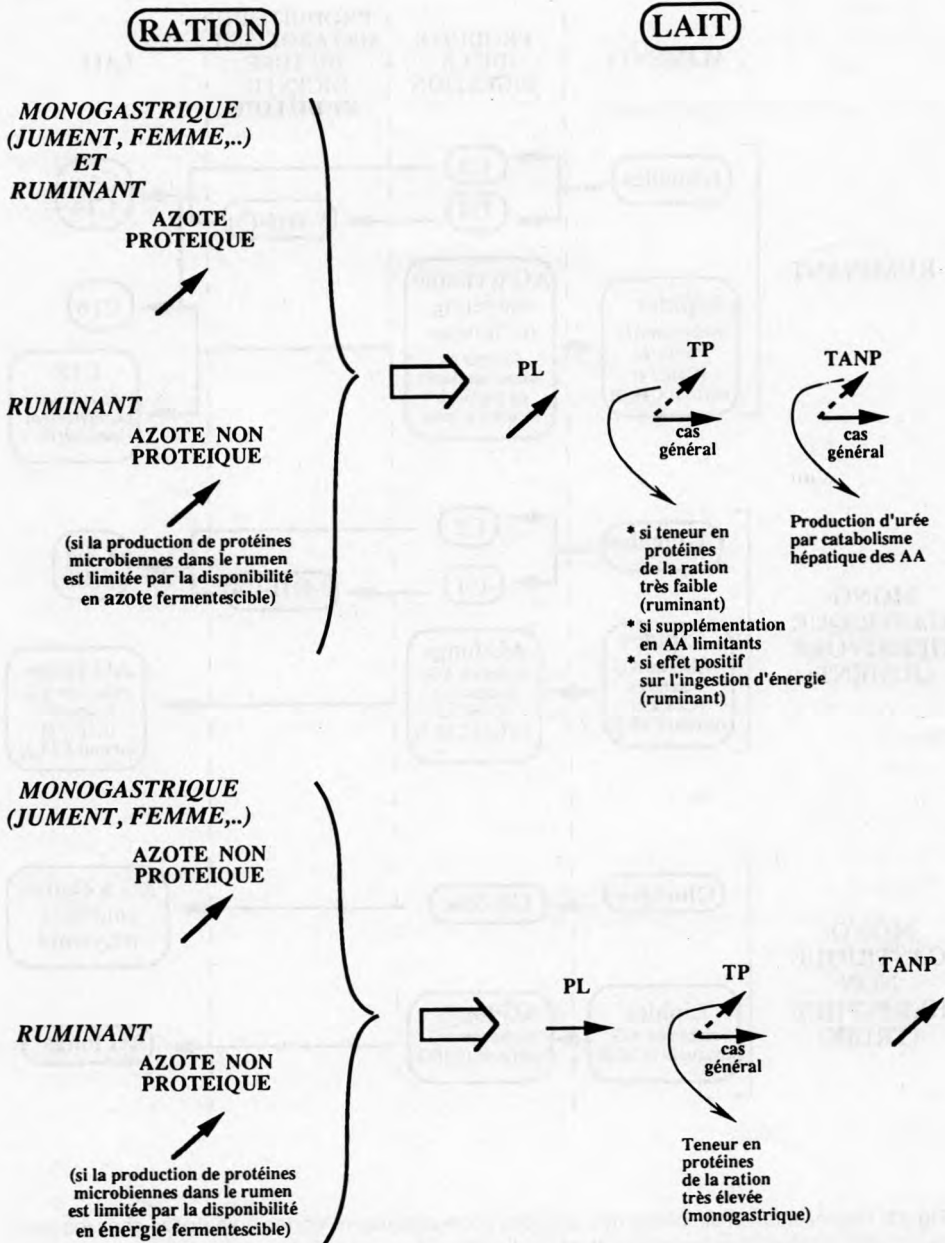 RATION
LAIT
MONOGASTRIQUE
(JUMENT, FEMME,..)
ET
RUMINANT
AZOTE
PROTEIQUE
RUMINANT
AZOTE NON
PROTEIQUE
(si la production de protéines
microbiennes dans le rumen
est limitée par la disponibilité
en azote fermentescible)
PL
TP
cas
général
TANP
cas
général
* si teneur en
protéines
de la ration
très faible
(ruminant)
* si supplémentation
en AA limitants
* si effet positif
sur l'ingestion d'énergie
(ruminant)
Production d'urée
par catabolisme
hépatique des AA
MONOGASTRIQUE
(JUMENT, FEMME,..)
AZOTE NON
PROTEIQUE
RUMINANT
AZOTE NON
PROTEIQUE
(si la production de protéines
microbiennes dans le rumen
est limitée par la disponibilité
en énergie fermentescible)
PL
TP
cas
général
TANP
Teneur en
protéines
de la ration
très élevée
(monogastrique)